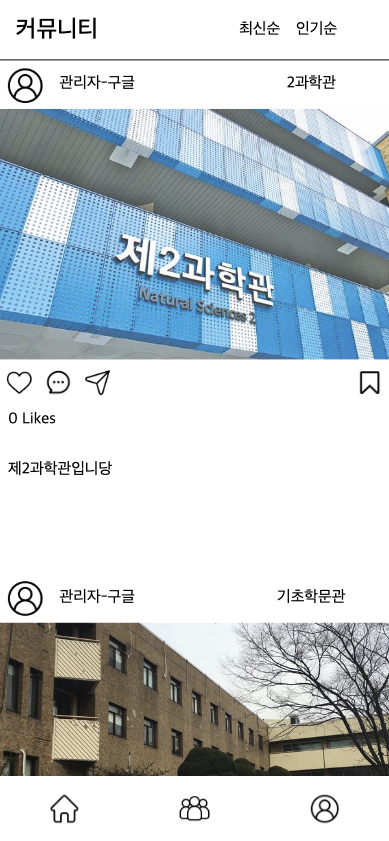 커뮤니티 최신순 인기순
관리자-구글 2과학관
제2과학관
Natural Sciences 2
0 Likes
제2과학관입니당
관리자-구글 기초학문관